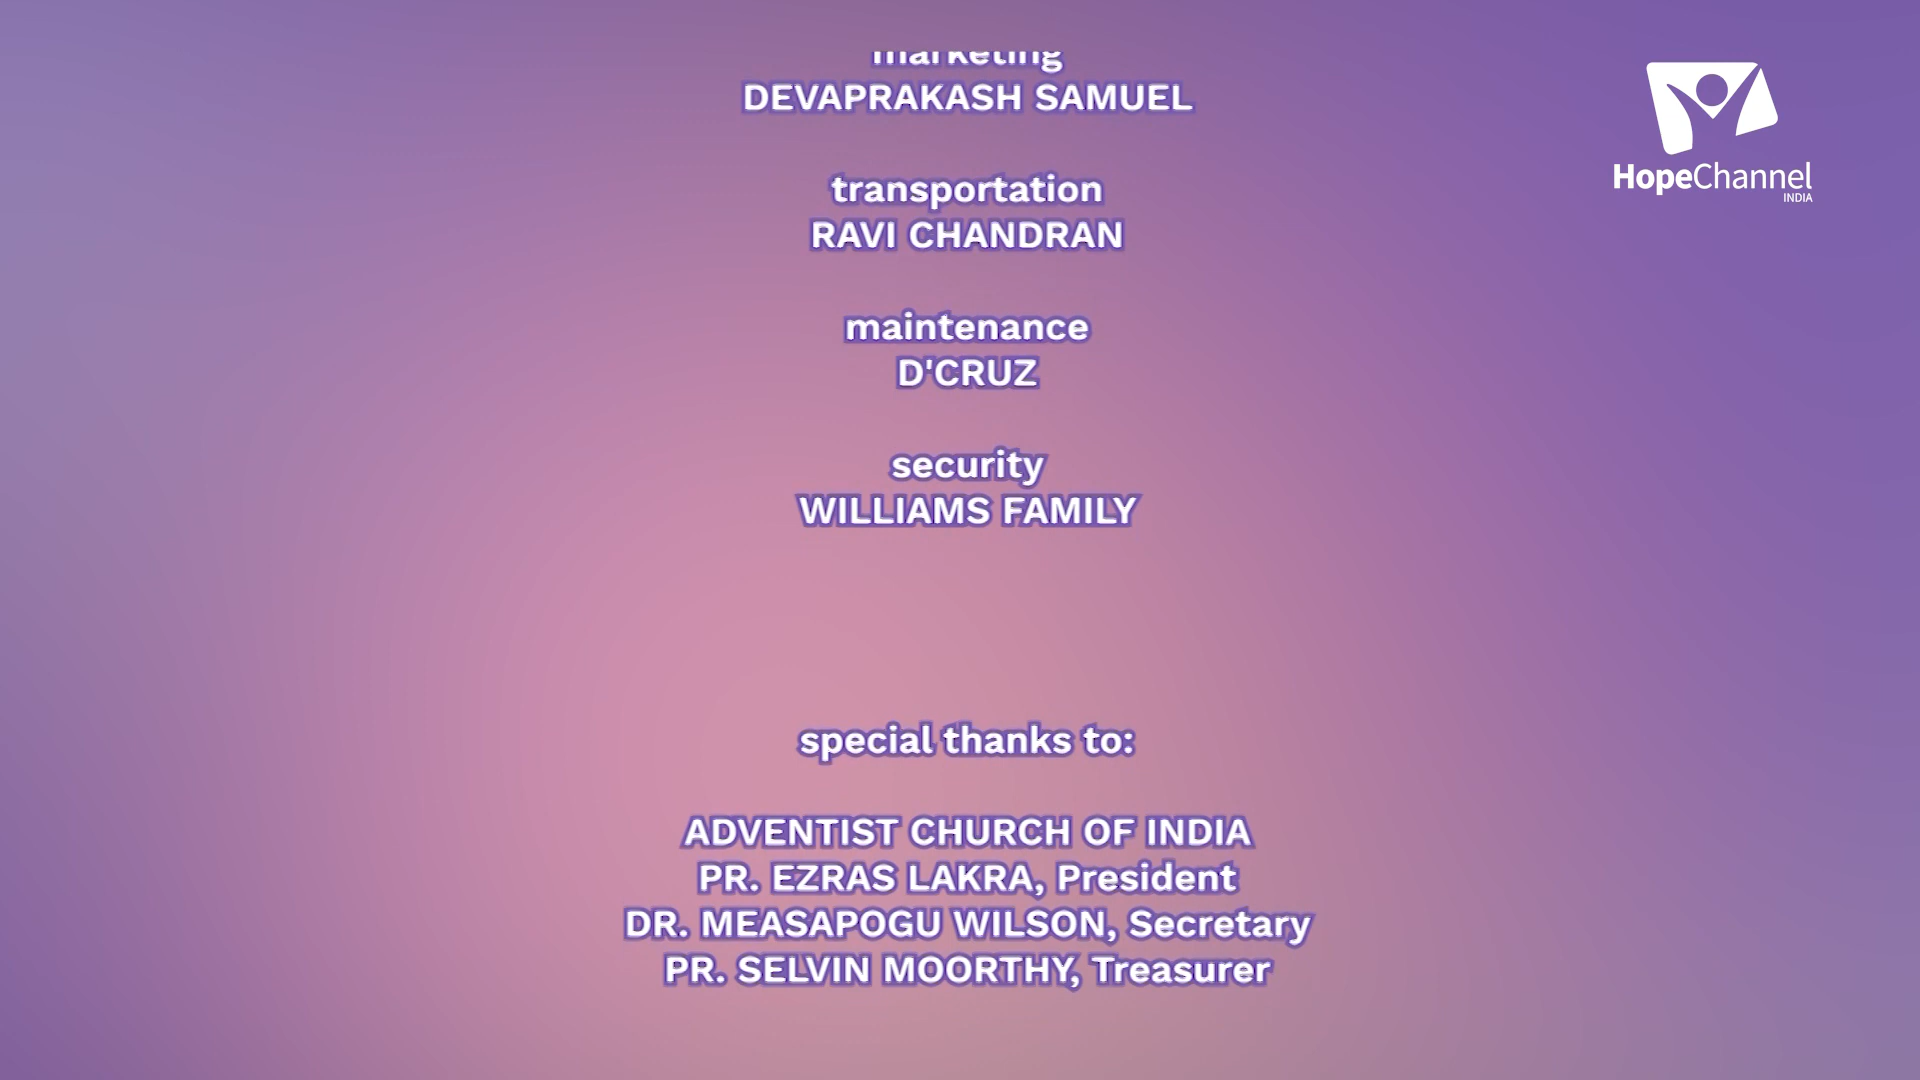 marketing
DEVAPRAKASH SAMUEL
transportation
RAVI CHANDRAN
maintenance
D'CRUZ
security
WILLIAMS FAMILY
special thanks to:
ADVENTIST CHURCH OF INDIA
PR. EZRAS LAKRA, President
DR. MEASAPOGU WILSON, Secretary
PR. SELVIN MOORTHY, Treasurer
HopeChannel
INDIA